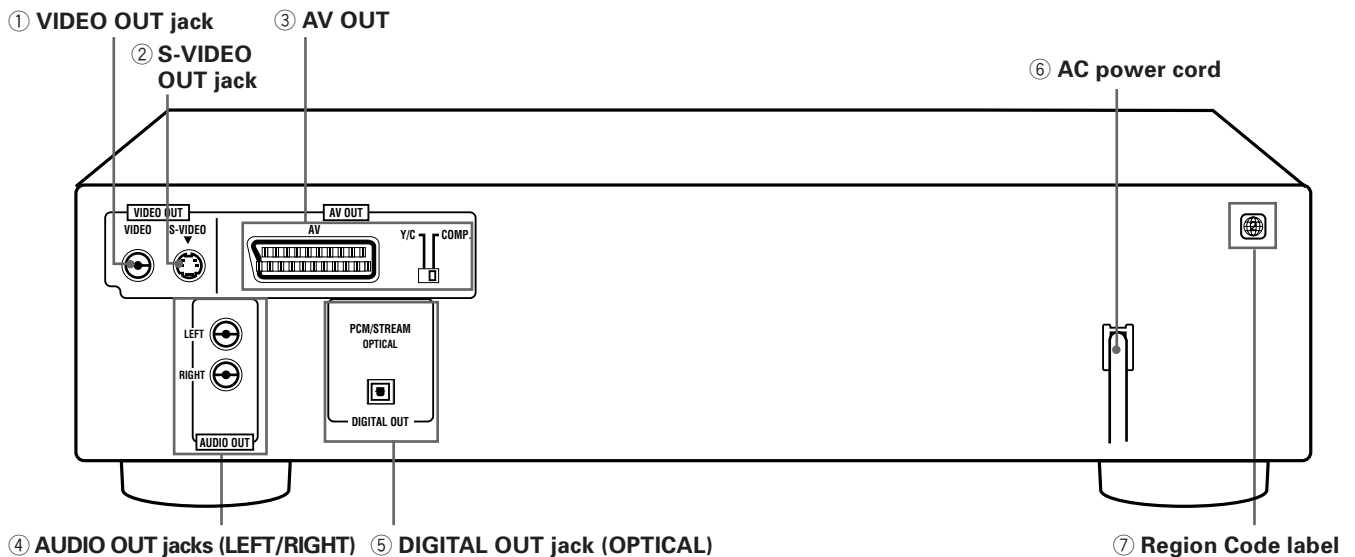 ① VIDEO OUT jack
③ AV OUT
② S-VIDEO
OUT jack
⑥ AC power cord
VIDEO OUT
AV OUT
VIDEO
S-VIDEO
AV
Y/C
COMP.
2
LEFT
RIGHT
AUDIO OUT
PCM/STREAM
OPTICAL
DIGITAL OUT
④ AUDIO OUT jacks (LEFT/RIGHT)
⑤ DIGITAL OUT jack (OPTICAL)
⑦ Region Code label